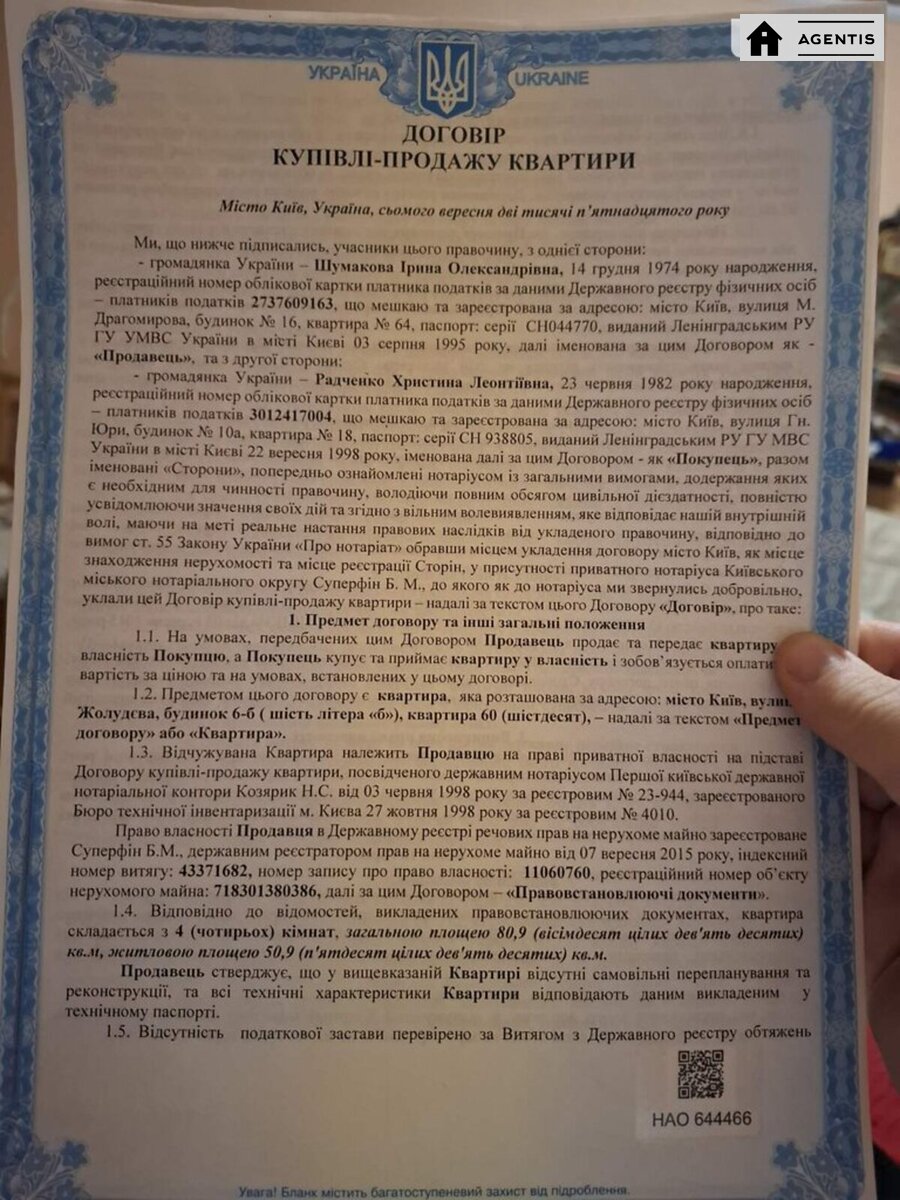 AGENTIS
УКРАЇНА UKRAINE
ДОГОВІР
КУПІВЛІ-ПРОДАЖУ КВАРТИРИ
Місто Київ, Україна, сьомого вересня дві тисячі п’ятнадцятого року
Ми, що нижче підписались, учасники цього правочину, з однієї сторони:
- громадянка України – Шумакова Ірина Олександрівна, 14 грудня 1974 року народження,
реєстраційний номер облікової картки платника податків за даними Державного реєстру фізичних осіб
– платників податків 2737609163, що мешкаю та зареєстрована за адресою: місто Київ, вулиця М.
Драгомирова, будинок № 16, квартира № 64, паспорт: серії СН044770, виданий Ленінградським РУ
ГУ УМВС України в місті Києві 03 серпня 1995 року, далі іменована за цим Договором як -
«Продавець», та з другої сторони:
- громадянка України – Радченко Христина Леонтіївна, 23 червня 1982 року народження,
реєстраційний номер облікової картки платника податків за даними Державного реєстру фізичних осіб
– платників податків 3012417004, що мешкаю та зареєстрована за адресою: місто Київ, вулиця Гн.
Юри, будинок № 10а, квартира № 18, паспорт: серії СН 938805, виданий Ленінградським РУ ГУ МВС
України в місті Києві 22 вересня 1998 року, іменована далі за цим Договором - як «Покупець», разом
іменовані «Сторони», попередньо ознайомлені нотаріусом із загальними вимогами, додержання яких
є необхідним для чинності правочину, володіючи повним обсягом цивільної дієздатності, повністю
усвідомлюючи значення своїх дій та згідно з вільним волевиявленням, яке відповідає нашій внутрішній
волі, маючи на меті реальне настання правових наслідків від укладеного правочину, відповідно до
вимог ст. 55 Закону України «Про нотаріат» обравши місцем укладення договору місто Київ, як місце
знаходження нерухомості та місце реєстрації Сторін, у присутності приватного нотаріуса Київського
міського нотаріального округу Суперфін Б. М., до якого як до нотаріуса ми звернулись добровільно,
уклали цей Договір купівлі-продажу квартири – надалі за текстом цього Договору «Договір», про таке:
1. Предмет договору та інші загальні положення
1.1. На умовах, передбачених цим Договором Продавець продає та передає квартиру
власність Покупцю, а Покупець купує та приймає квартиру у власність і зобов’язується оплати
вартість за ціною та на умовах, встановлених у цьому договорі.
1.2. Предметом цього договору є квартира, яка розташована за адресою: місто Київ, вули
Жолудєва, будинок 6-б ( шість літера «б»), квартира 60 (шістдесят), – надалі за текстом «Предмет
договору» або «Квартира».
1.3. Відчужувана Квартира належить Продавцю на праві приватної власності на підставі
Договору купівлі-продажу квартири, посвідченого державним нотаріусом Першої київської державної
нотаріальної контори Козярик Н.С. від 03 червня 1998 року за реєстровим № 23-944, зареєстрованого
Бюро технічної інвентаризації м. Києва 27 жовтня 1998 року за реєстровим № 4010.
Право власності Продавця в Державному реєстрі речових прав на нерухоме майно зареєстроване
Суперфін Б.М., державним реєстратором прав на нерухоме майно від 07 вересня 2015 року, індексний
номер витягу: 43371682, номер запису про право власності: 11060760, реєстраційний номер об’єкту
нерухомого майна: 718301380386, далі за цим Договором – «Правовстановлюючі документи».
1.4. Відповідно до відомостей, викладених правовстановлюючих документах, квартира
складається з 4 (чотирьох) кімнат, загальною площею 80,9 (вісімдесят цілих дев'ять десятих)
кв.м, житловою площею 50,9 (п'ятдесят цілих дев'ять десятих) кв.м.
Продавець стверджує, що у вищевказаній Квартирі відсутні самовільні перепланування та
реконструкції, та всі технічні характеристики Квартири відповідають даним викладеним у
технічному паспорті.
1.5. Відсутність податкової застави перевірено за Витягом з Державного реєстру обтяжень
НАО 644466
Увага! Бланк містить багатоступеневий захист від підроблення.